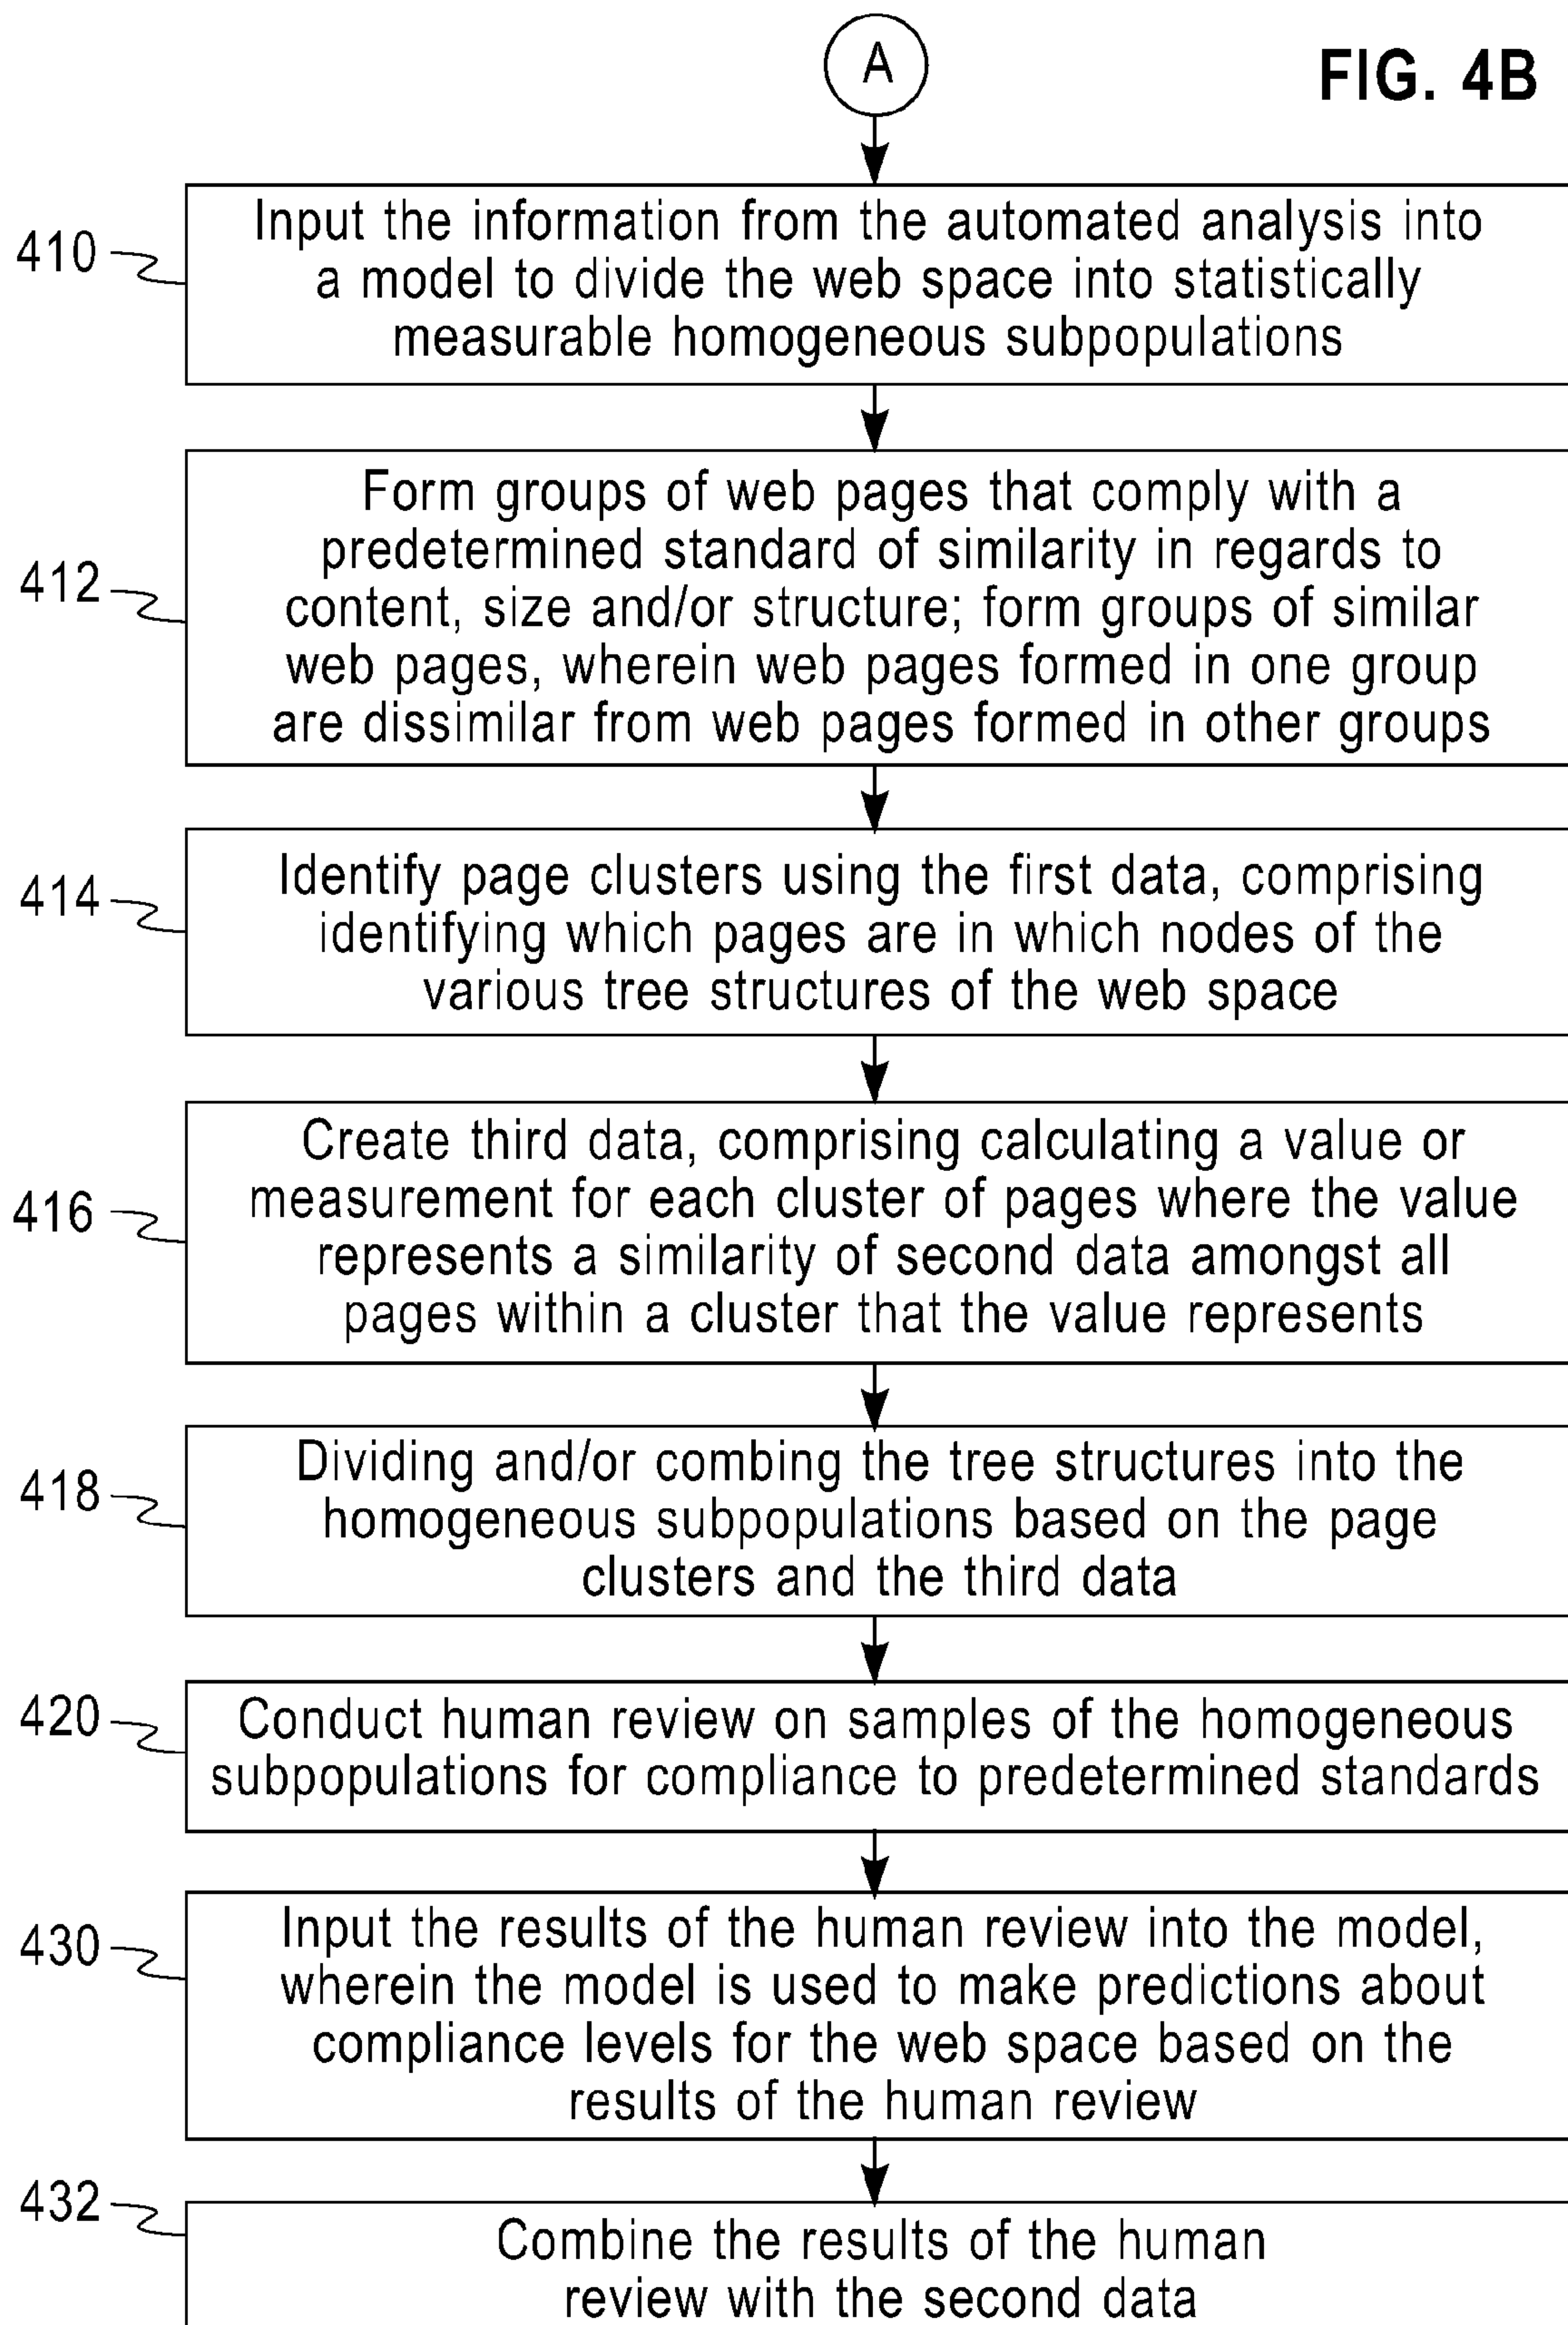 A
FIG. 4B
410
Input the information from the automated analysis into
a model to divide the web space into statistically
measurable homogeneous subpopulations
412
Form groups of web pages that comply with a
predetermined standard of similarity in regards to
content, size and/or structure; form groups of similar
web pages, wherein web pages formed in one group
are dissimilar from web pages formed in other groups
414
Identify page clusters using the first data, comprising
identifying which pages are in which nodes of the
various tree structures of the web space
416
Create third data, comprising calculating a value or
measurement for each cluster of pages where the value
represents a similarity of second data amongst all
pages within a cluster that the value represents
418
Dividing and/or combing the tree structures into the
homogeneous subpopulations based on the page
clusters and the third data
420
Conduct human review on samples of the homogeneous
subpopulations for compliance to predetermined standards
430
Input the results of the human review into the model,
wherein the model is used to make predictions about
compliance levels for the web space based on the
results of the human review
432
Combine the results of the human
review with the second data